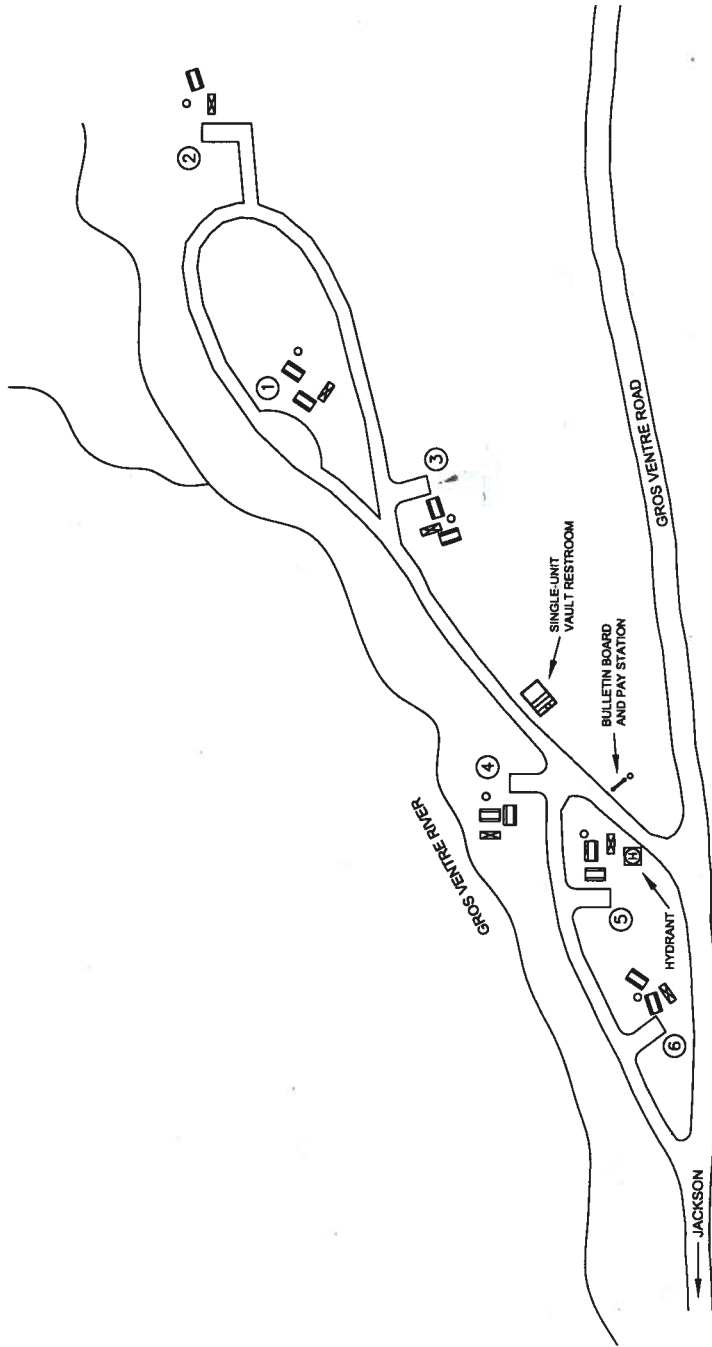 2
1
3
GROS VENTRE ROAD
SINGLE-UNIT
VAULT RESTROOM
BULLETIN BOARD
AND PAY STATION
4
GROS VENTRE RIVER
H
5
HYDRANT
6
JACKSON